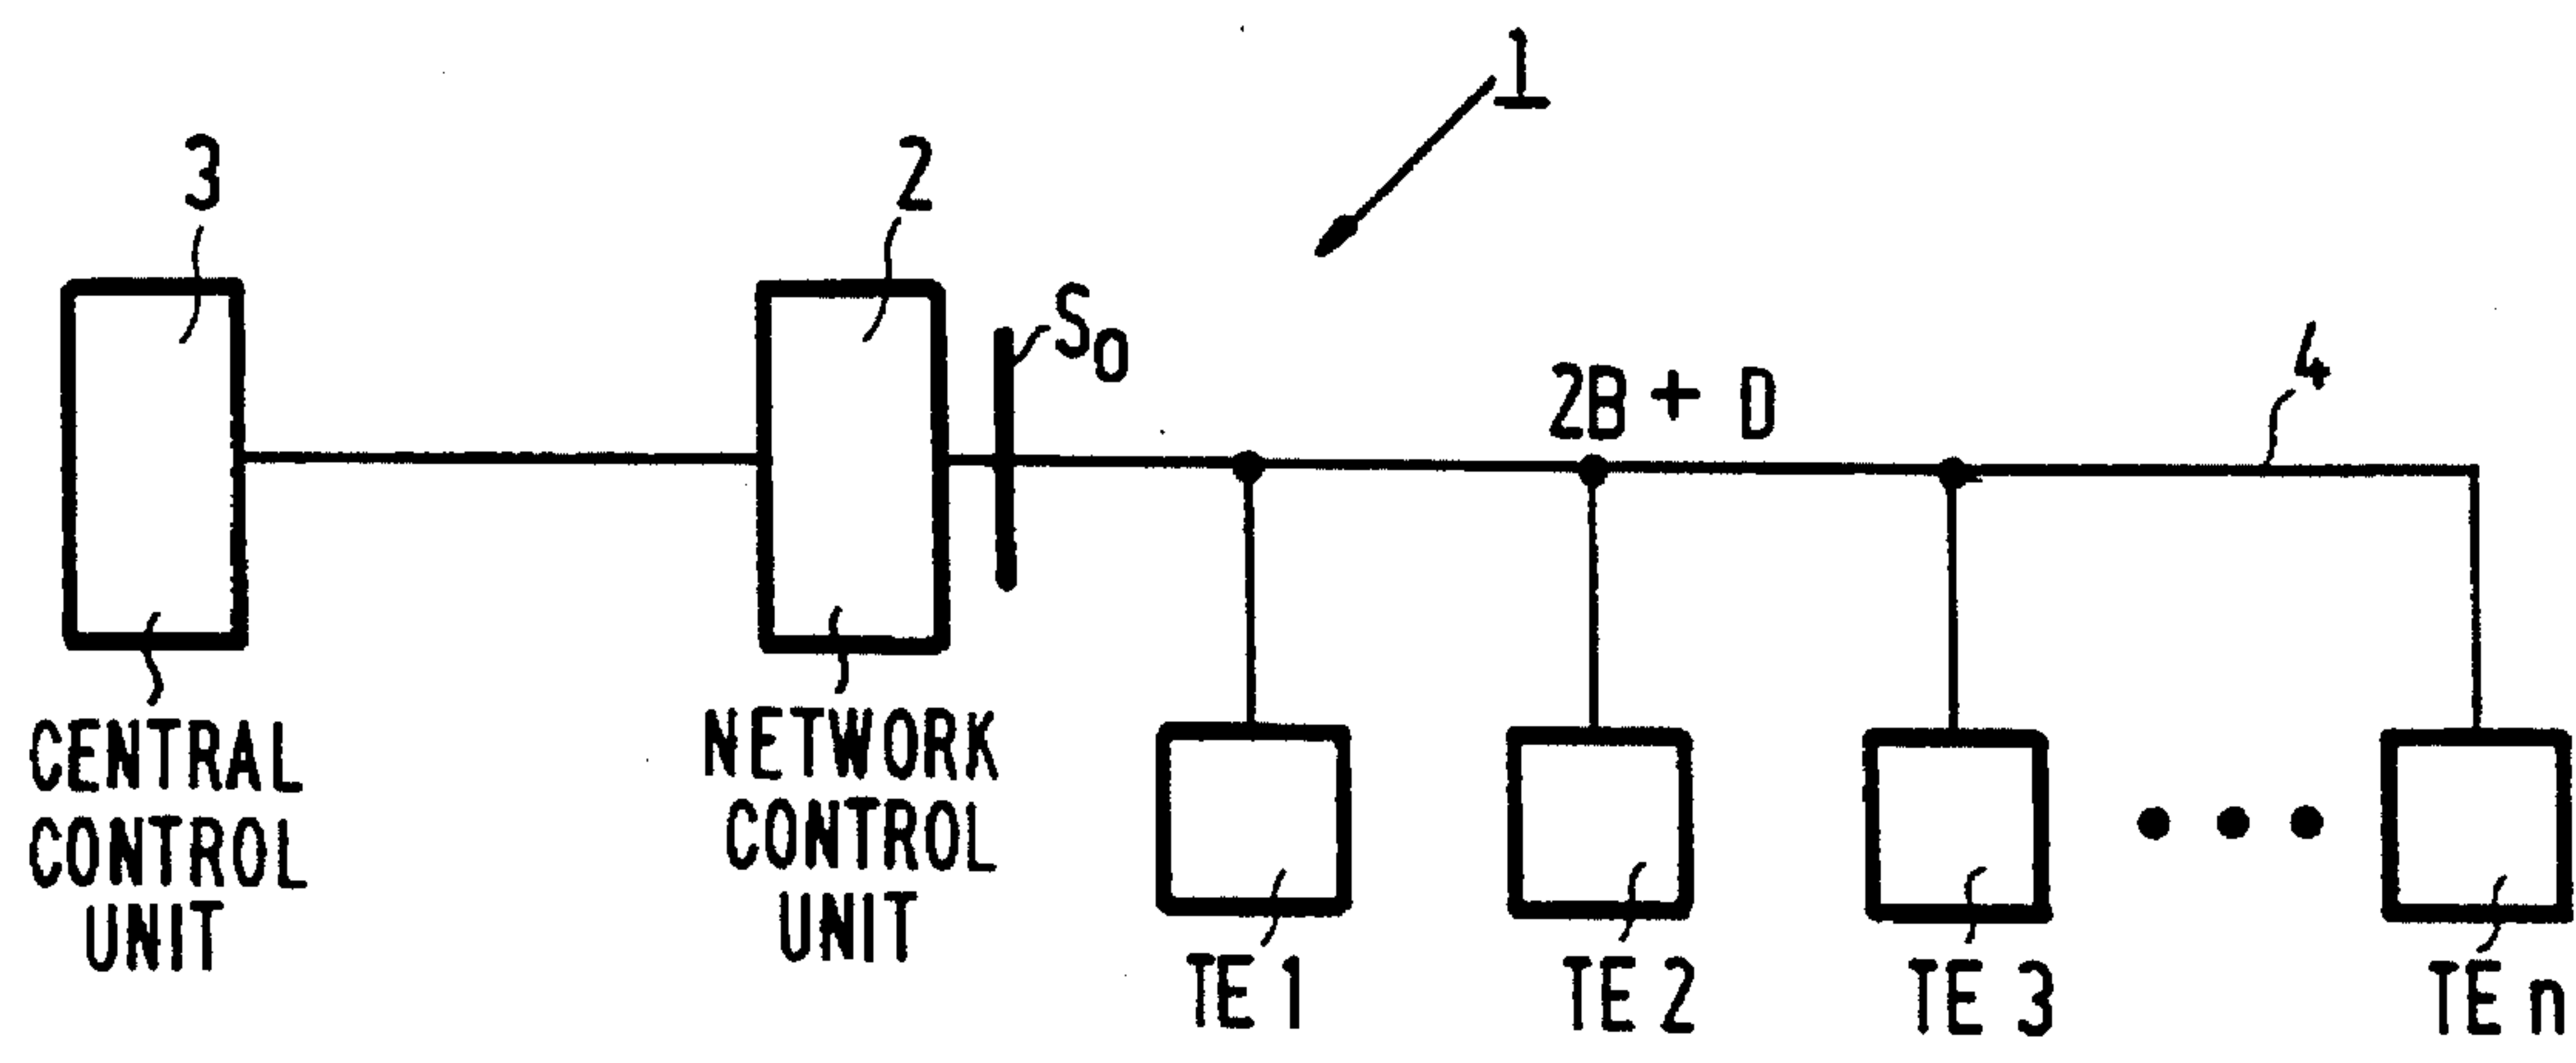 1
3
2
S₀
2B + D
4
CENTRAL
CONTROL
UNIT
NETWORK
CONTROL
UNIT
TE 1
TE 2
TE 3
TE n